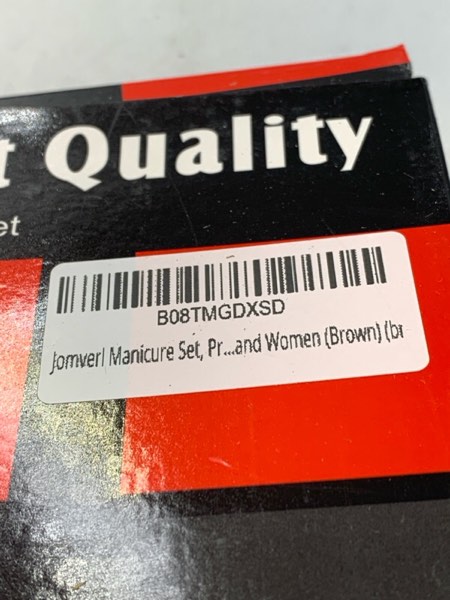 t Quality
et
B08TMGDXSD
Jomverl Manicure Set, Pr...and Women (Brown) (br